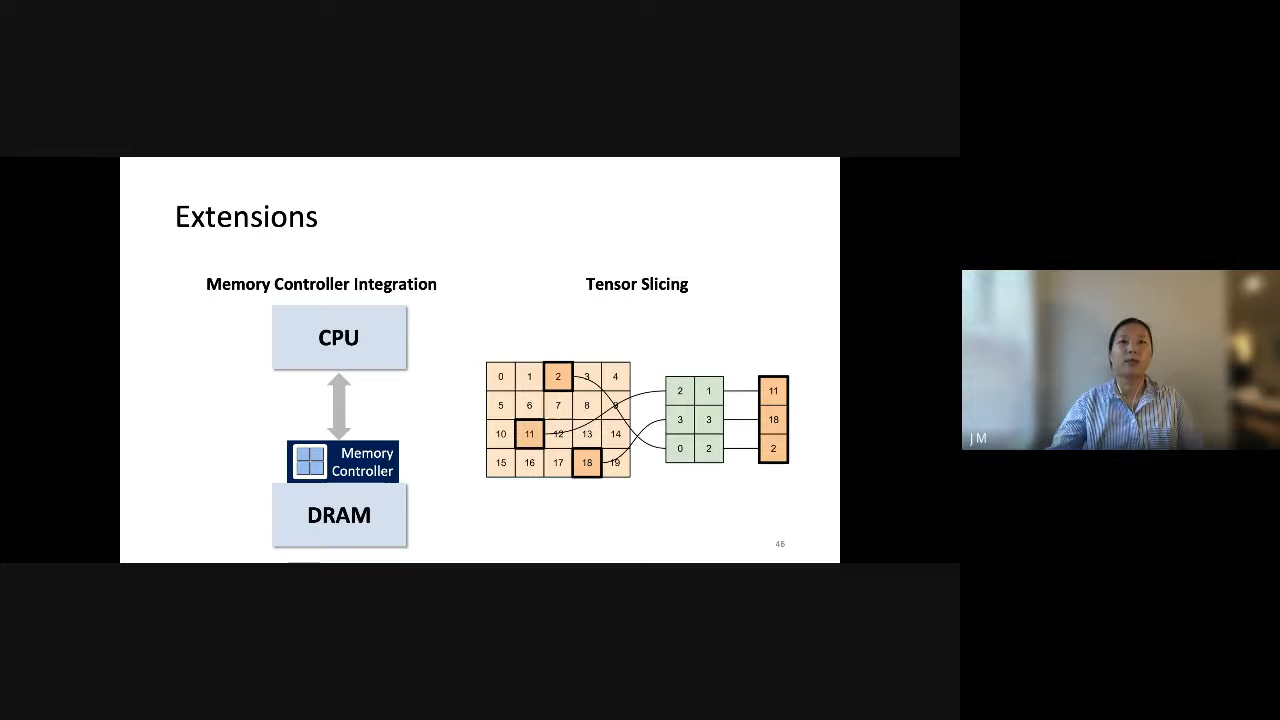 Extensions
Memory Controller Integration
Tensor Slicing
CPU
Memory
Controller
DRAM
0 1 2 3 4
5 6 7 8 9
10 11 12 13 14
15 16 17 18 19
2 1
3 3
0 2
11
18
2
46
J M